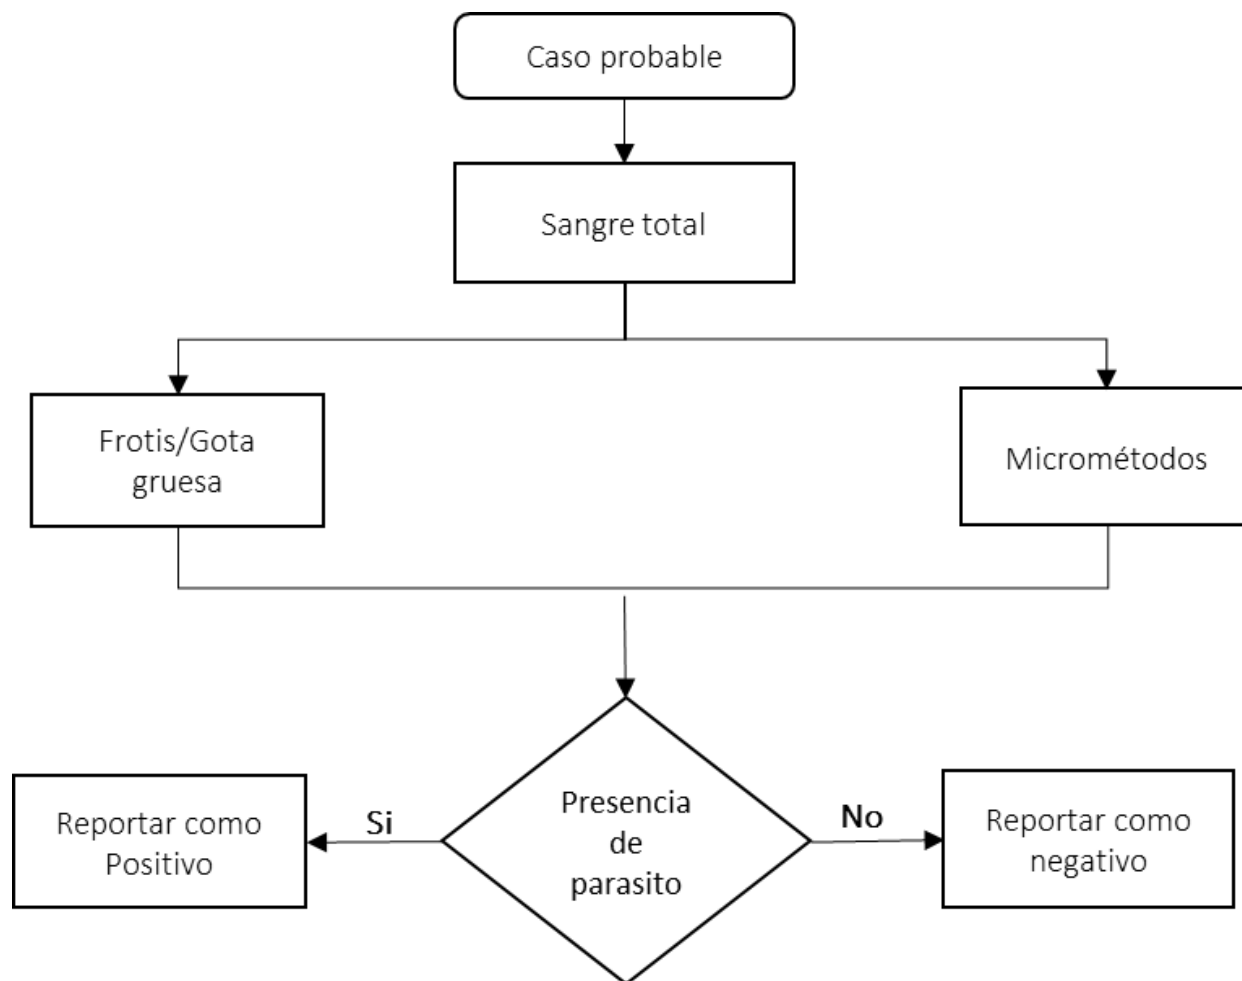 Caso probable
Sangre total
Frotis/Gota
gruesa
Micrométodos
Presencia
de
parasito
Si
No
Reportar como
Positivo
Reportar como
negativo